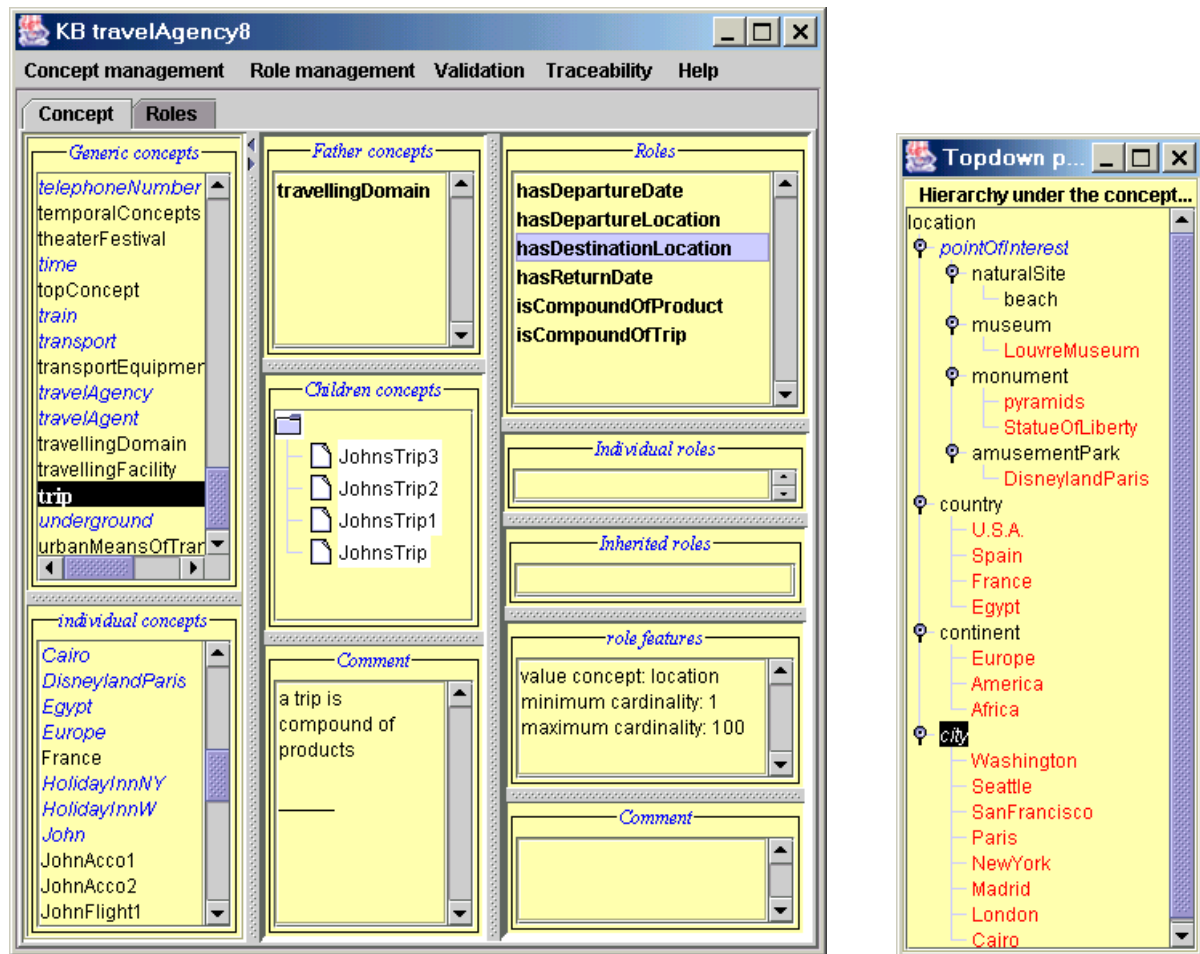 KB travelAgency8
Concept management Role management Validation Traceability Help
Concept Roles
Generic concepts
telephoneNumber
temporalConcepts
theaterFestival
time
topConcept
train
transport
transportEquipmer
travelAgency
travelAgent
travellingDomain
travellingFacility
trip
underground
urbanMeansOfTrar
individual concepts
Cairo
DisneylandParis
Egypt
Europe
France
HolidayInnNY
HolidayInnW
John
JohnAcco1
JohnAcco2
JohnFlight1
Father concepts
travellingDomain
Children concepts
JohnsTrip3
JohnsTrip2
JohnsTrip1
JohnsTrip
Comment
a trip is
compound of
products
Roles
hasDepartureDate
hasDepartureLocation
hasDestinationLocation
hasReturnDate
isCompoundOfProduct
isCompoundOfTrip
Individual roles
Inherited roles
role features
value concept: location
minimum cardinality: 1
maximum cardinality: 100
Comment
Topdown p...
Hierarchy under the concept...
location
pointOfInterest
naturalSite
beach
museum
LouvreMuseum
monument
pyramids
StatueOfLiberty
amusementPark
DisneylandParis
country
U.S.A.
Spain
France
Egypt
continent
Europe
America
Africa
city
Washington
Seattle
SanFrancisco
Paris
NewYork
Madrid
London
Cairo